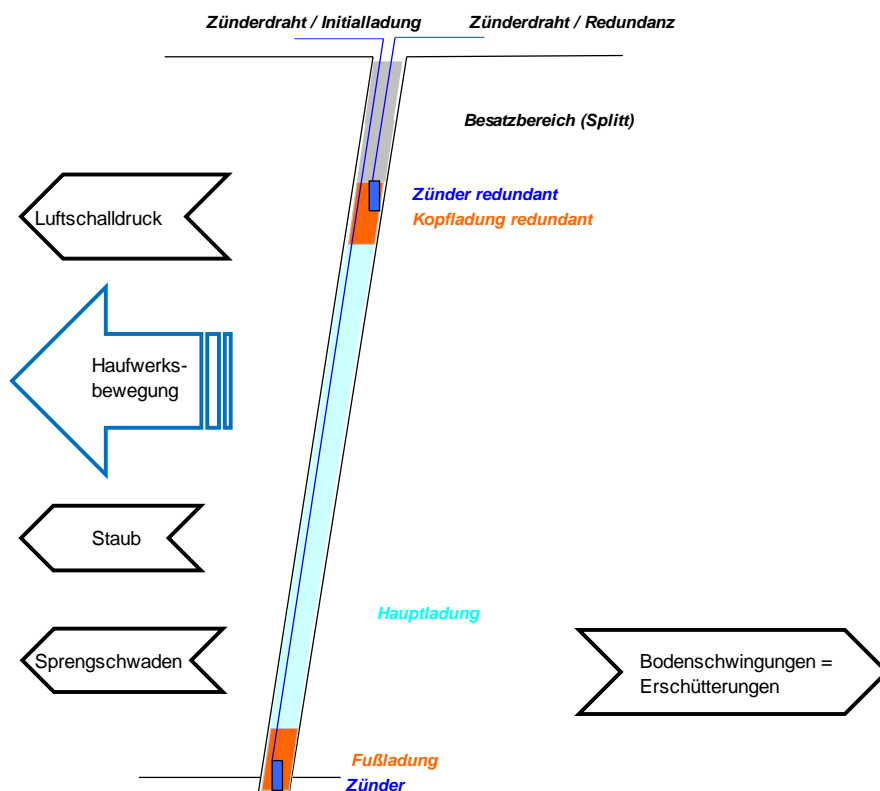 Zünderdraht / Initialladung
Zünderdraht / Redundanz
Besatzbereich (Splitt)
Zünder redundant
Kopfladung redundant
Luftschalldruck
Haufwerks-
bewegung
Staub
Hauptladung
Sprengschwaden
Bodenschwingungen =
Erschütterungen
Fußladung
Zünder